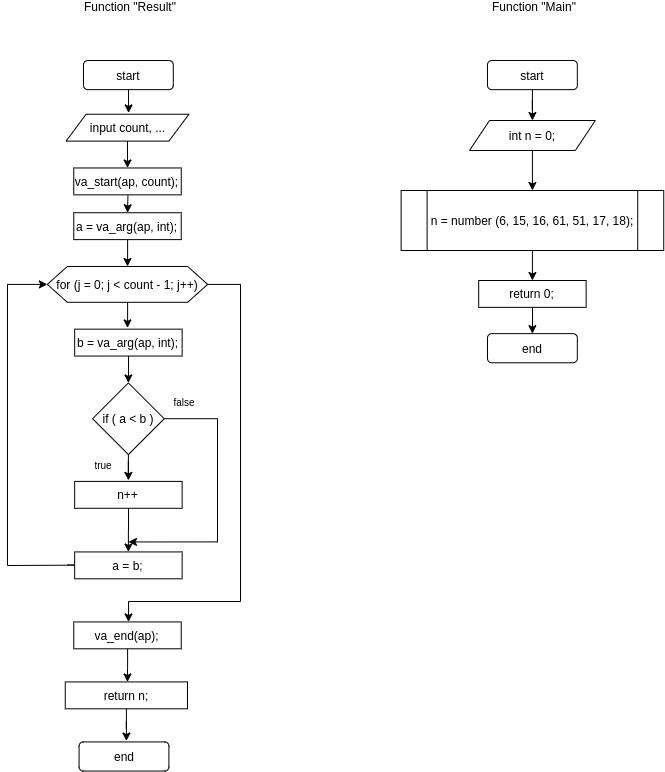 Function "Result"
start
input count, ...
va_start(ap, count);
a = va_arg(ap, int);
for (j = 0; j < count - 1; j++)
b = va_arg(ap, int);
if ( a < b )
false
true
n++
a = b;
va_end(ap);
return n;
end
Function "Main"
start
int n = 0;
n = number (6, 15, 16, 61, 51, 17, 18);
return 0;
end